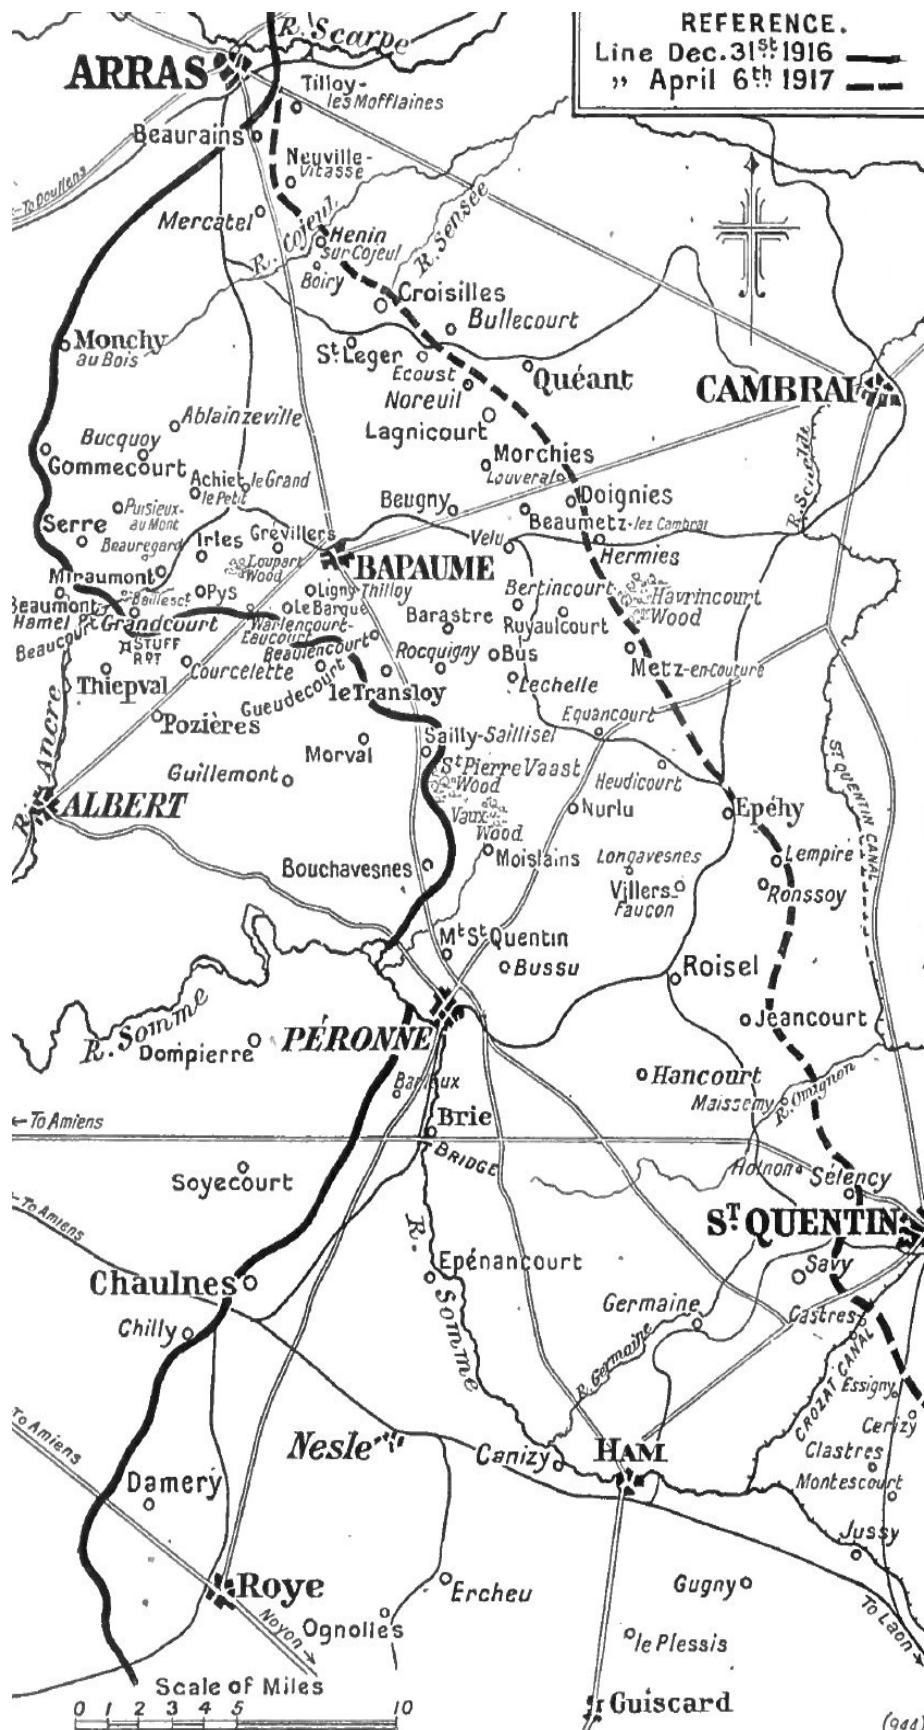 REFERENCE.
Line Dec. 31st 1916
„ April 6th 1917
R. Scarpe
ARRAS
Tilloy-
les Mofflaines
Beaurains
Neuville-
Vitasse
← To Doullens
Mercatel
R. Cojeul
Henin
sur Cojeul
R. Sensée
Boiry
Croisilles
Bullecourt
Monchy
au Bois
St. Leger
Ecoust
Quéant
Noreuil
CAMBRAI
Ablainzeville
Lagnicourt
Bucquoy
Gommecourt
Morchies
Louveral
Achiet le Grand
le Petit
R. Scheldt
Puisieux-
au Mont
Beugny
Doignies
Serre
Beaumetz-lez Cambrai
Irles
Grévillers
Beauregard
Velu
Hermies
Loupart
Wood
BAPAUME
Miraumont
Pys
Ligny Thilloy
Bertincourt
Havrincourt
Wood
Beaumont
Hamel
Baillesct
Le Barque
Barastre
Ruyaulcourt
Beaucourt
Grandcourt
Warlencourt-
Eaucourt
STUFF
RDT
Beaulencourt
Rocquigny
Bus
Metz-en-Couture
Thiepval
Courcelette
Gueudecourt
le Transloy
Lechelle
Pozières
Equancourt
R. Ancre
Morval
Sailly-Saillisel
ST QUENTIN CANAL
Guillemont
St Pierre Vaast
Wood
Heudicourt
ALBERT
Vaux
Wood
Nurlu
Epéhy
Bouchavesnes
Moislains
Longavesnes
Lempire
Villers
Faucon
Ronssoy
Mt St Quentin
Bussu
Roisel
R. Somme
PÉRONNE
Jeancourt
Dompierre
Barleux
Hancourt
Maissemy
R. Omignon
← To Amiens
Brie
BRIDGE
Holnon
Sélency
Soyecourt
← To Amiens
R. Somme
ST. QUENTIN
Epénancourt
Savy
Chaulnes
Germaine
Castres
Chilly
R. Germaine
CROZAT CANAL
Essigny
To Amiens
Cerizy
Nesle
Canizy
HAM
Clastres
Damery
Montescourt
Jussy
Roye
Ercheu
Gugny
Noyon →
Ognolles
To Laon
le Plessis
Scale of Miles
Guiscard
0 1 2 3 4 5 10